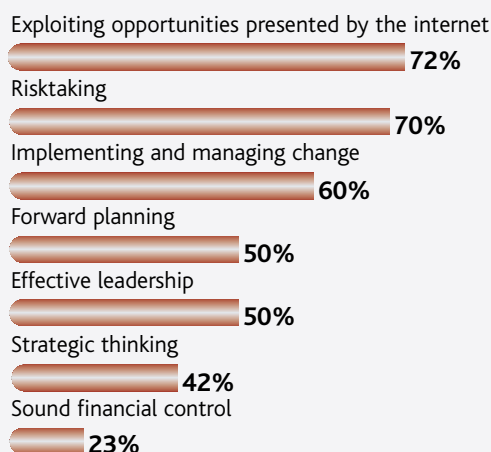 Exploiting opportunities presented by the internet
72%
Risktaking
70%
Implementing and managing change
60%
Forward planning
50%
Effective leadership
50%
Strategic thinking
42%
Sound financial control
23%